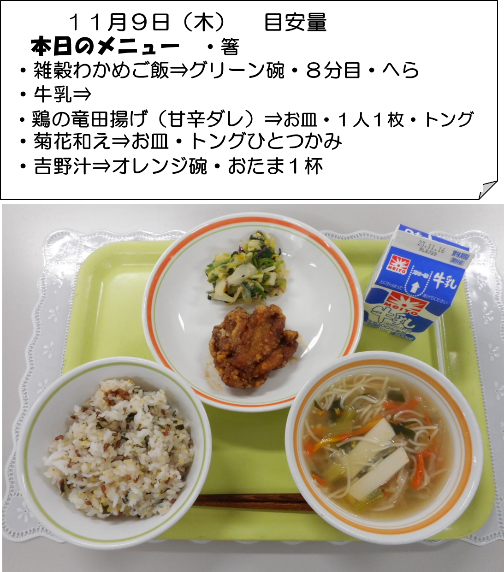 １１月９日（木）　目安量
本日のメニュー　・箸
・雑穀わかめご飯⇒グリーン碗・８分目・へら
・牛乳⇒
・鶏の竜田揚げ（甘辛ダレ）⇒お皿・１人１枚・トング
・菊花和え⇒お皿・トングひとつかみ
・吉野汁⇒オレンジ碗・おたま１杯
牛乳